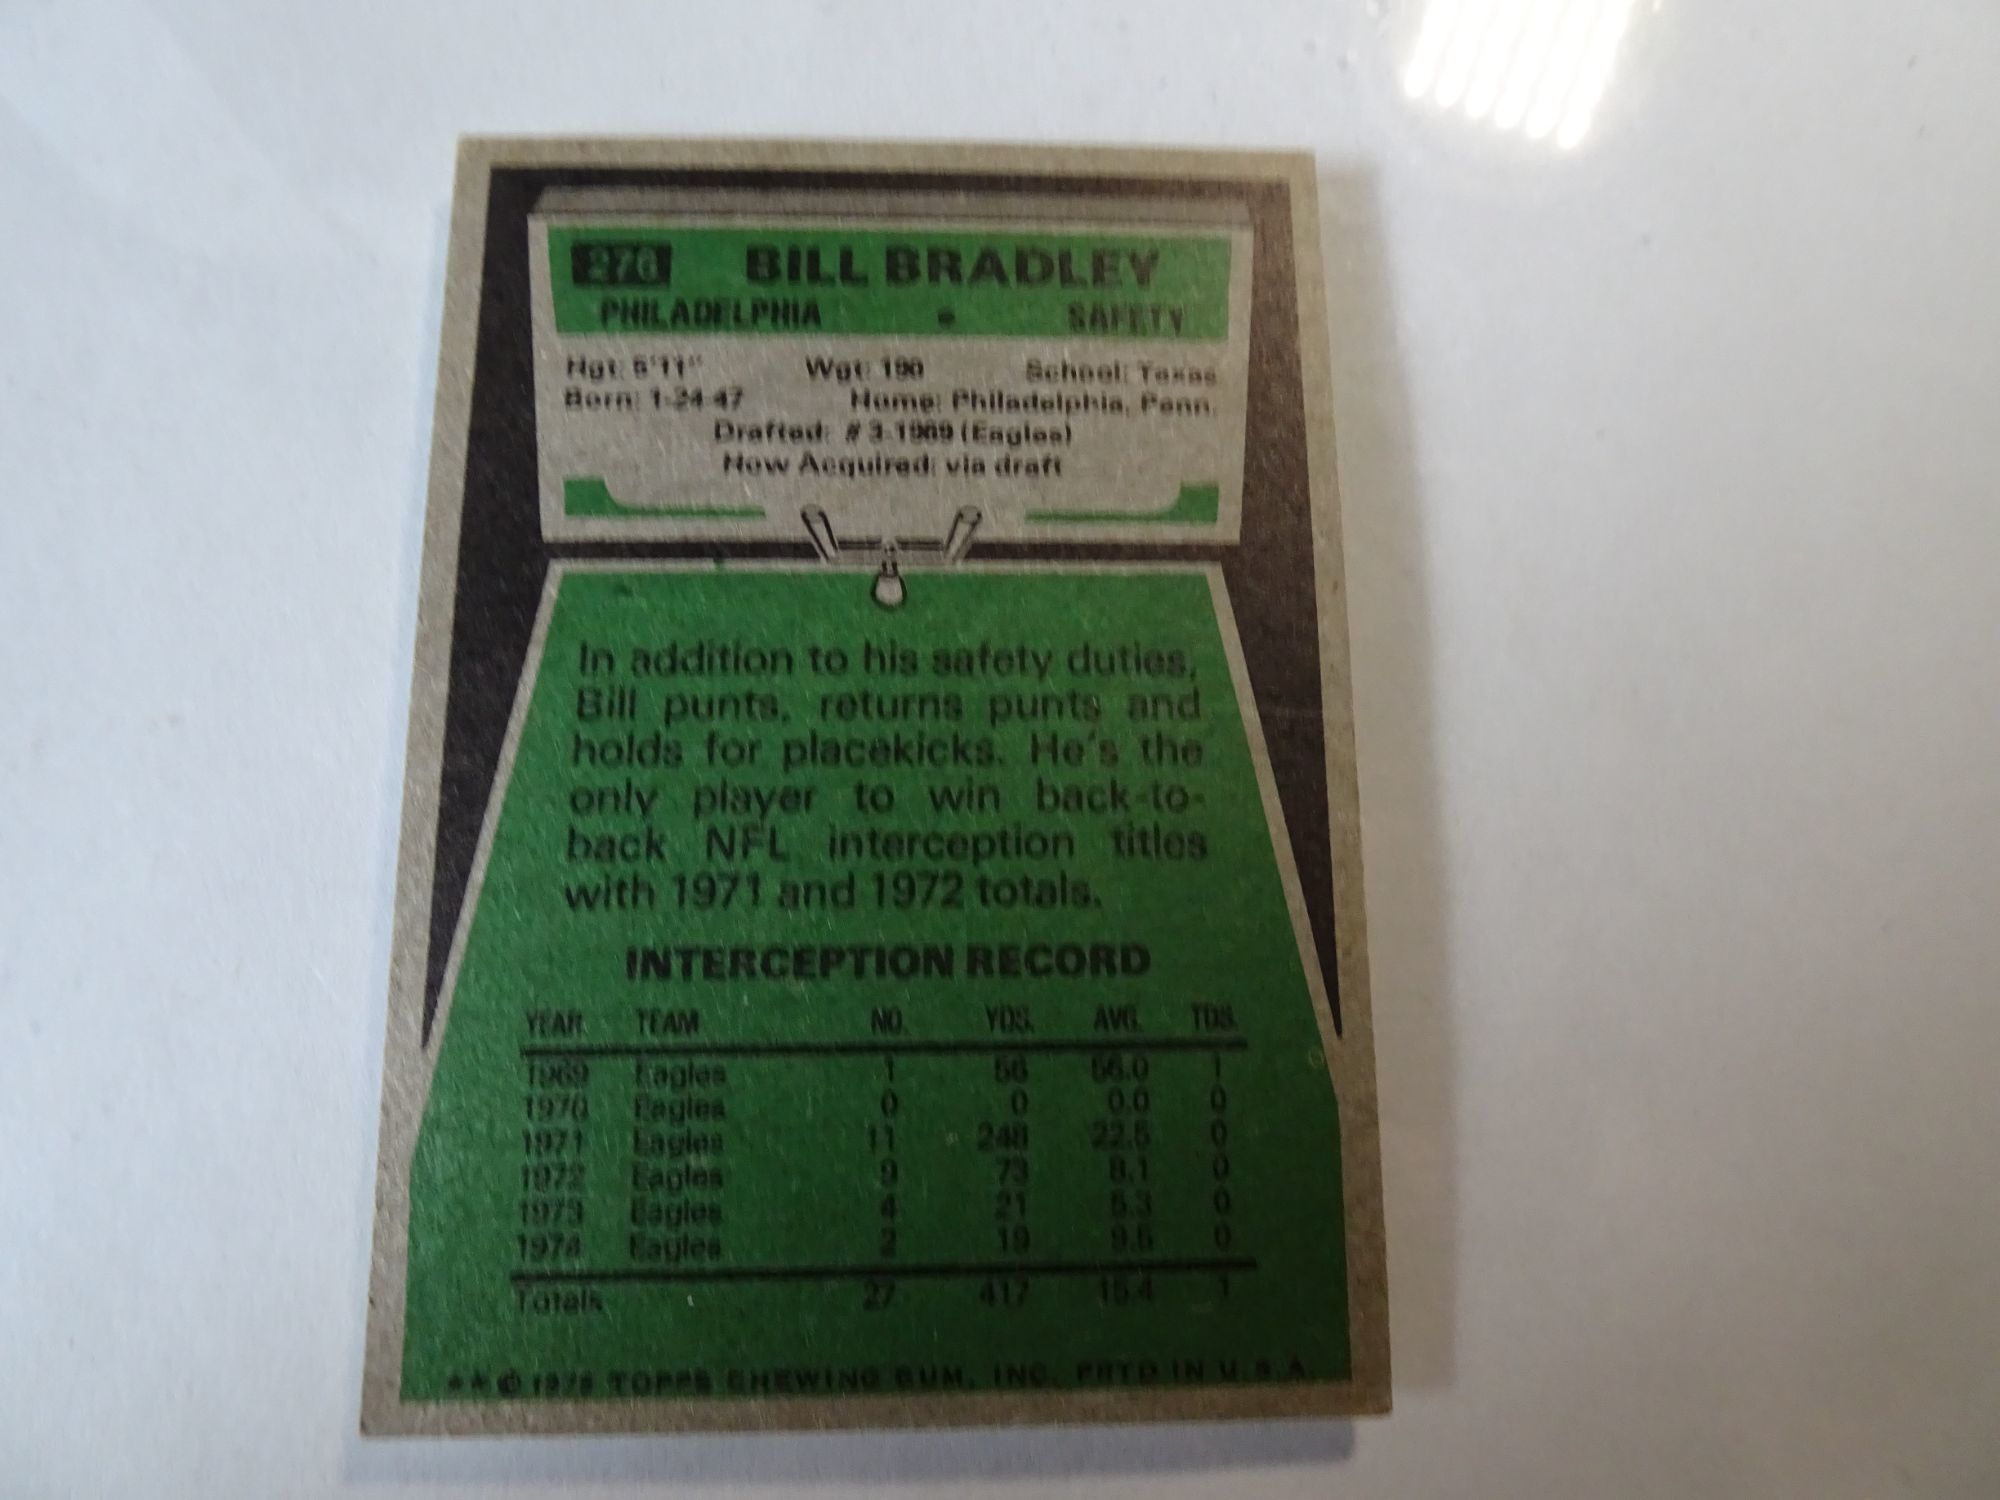 276 BILL BRADLEY
PHILADELPHIA • SAFETY
Hgt: 5'11" Wgt: 190 School: Texas
Born: 1-24-47 Home: Philadelphia, Penn.
Drafted: #3-1969 (Eagles)
How Acquired: via draft
In addition to his safety duties,
Bill punts, returns punts and
holds for placekicks. He's the
only player to win back-to-
back NFL interception titles
with 1971 and 1972 totals.
INTERCEPTION RECORD
YEAR TEAM NO. YDS. AVG. TDS.
1969 Eagles 1 56 56.0 1
1970 Eagles 0 0 0.0 0
1971 Eagles 11 248 22.5 0
1972 Eagles 9 73 8.1 0
1973 Eagles 4 21 5.3 0
1974 Eagles 2 19 9.5 0
Totals 27 417 15.4 1
★★ © 1975 TOPPS CHEWING GUM, INC. PRTD IN U.S.A.